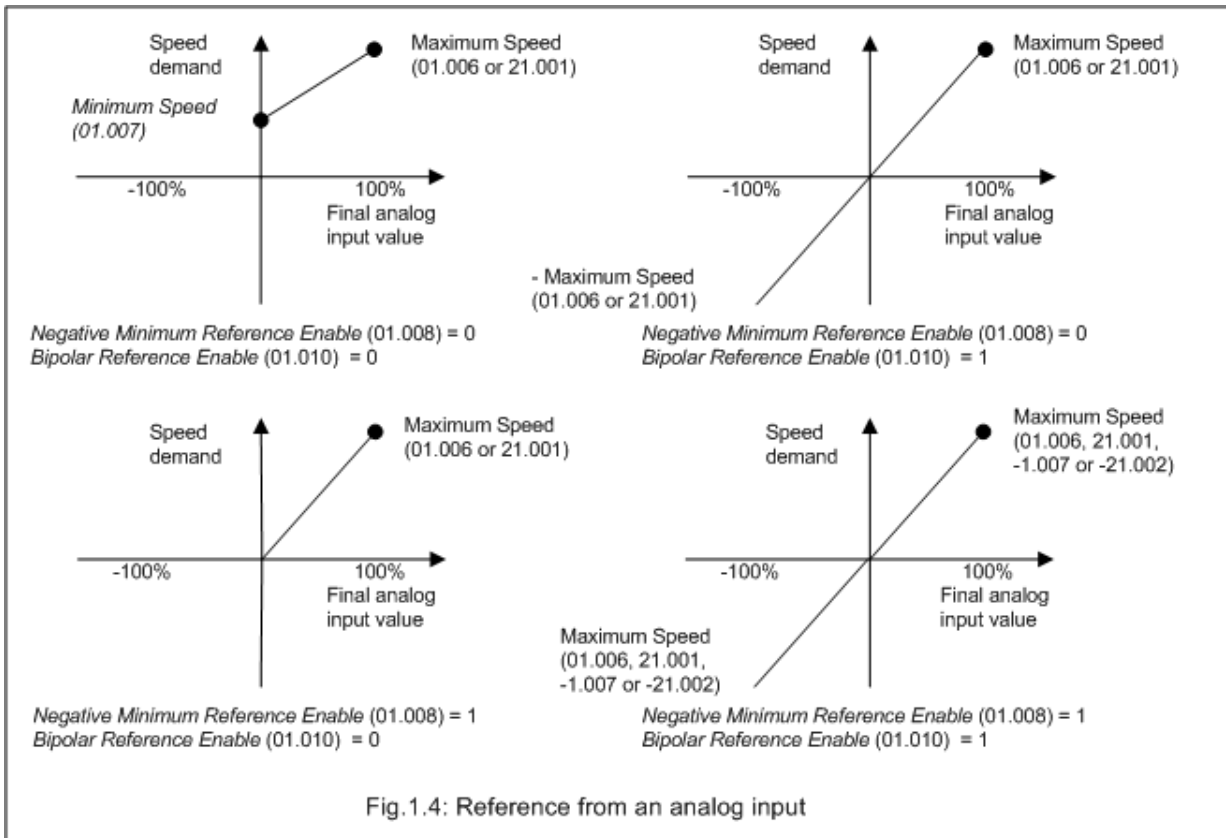 Speed
demand
Maximum Speed
(01.006 or 21.001)
Minimum Speed
(01.007)
-100%
100%
Final analog
input value
Negative Minimum Reference Enable (01.008) = 0
Bipolar Reference Enable (01.010) = 0
Speed
demand
Maximum Speed
(01.006 or 21.001)
-100%
100%
Final analog
input value
- Maximum Speed
(01.006 or 21.001)
Negative Minimum Reference Enable (01.008) = 0
Bipolar Reference Enable (01.010) = 1
Speed
demand
Maximum Speed
(01.006 or 21.001)
-100%
100%
Final analog
input value
Negative Minimum Reference Enable (01.008) = 1
Bipolar Reference Enable (01.010) = 0
Speed
demand
Maximum Speed
(01.006, 21.001,
-1.007 or -21.002)
-100%
100%
Final analog
input value
Maximum Speed
(01.006, 21.001,
-1.007 or -21.002)
Negative Minimum Reference Enable (01.008) = 1
Bipolar Reference Enable (01.010) = 1
Fig.1.4: Reference from an analog input